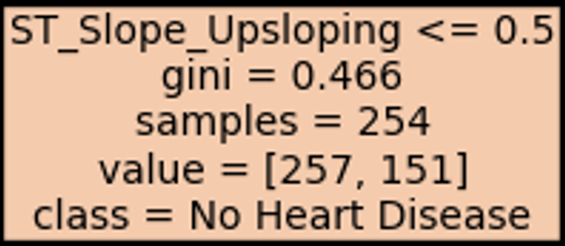 ST_Slope_Upsloping <= 0.5
gini = 0.466
samples = 254
value = [257, 151]
class = No Heart Disease